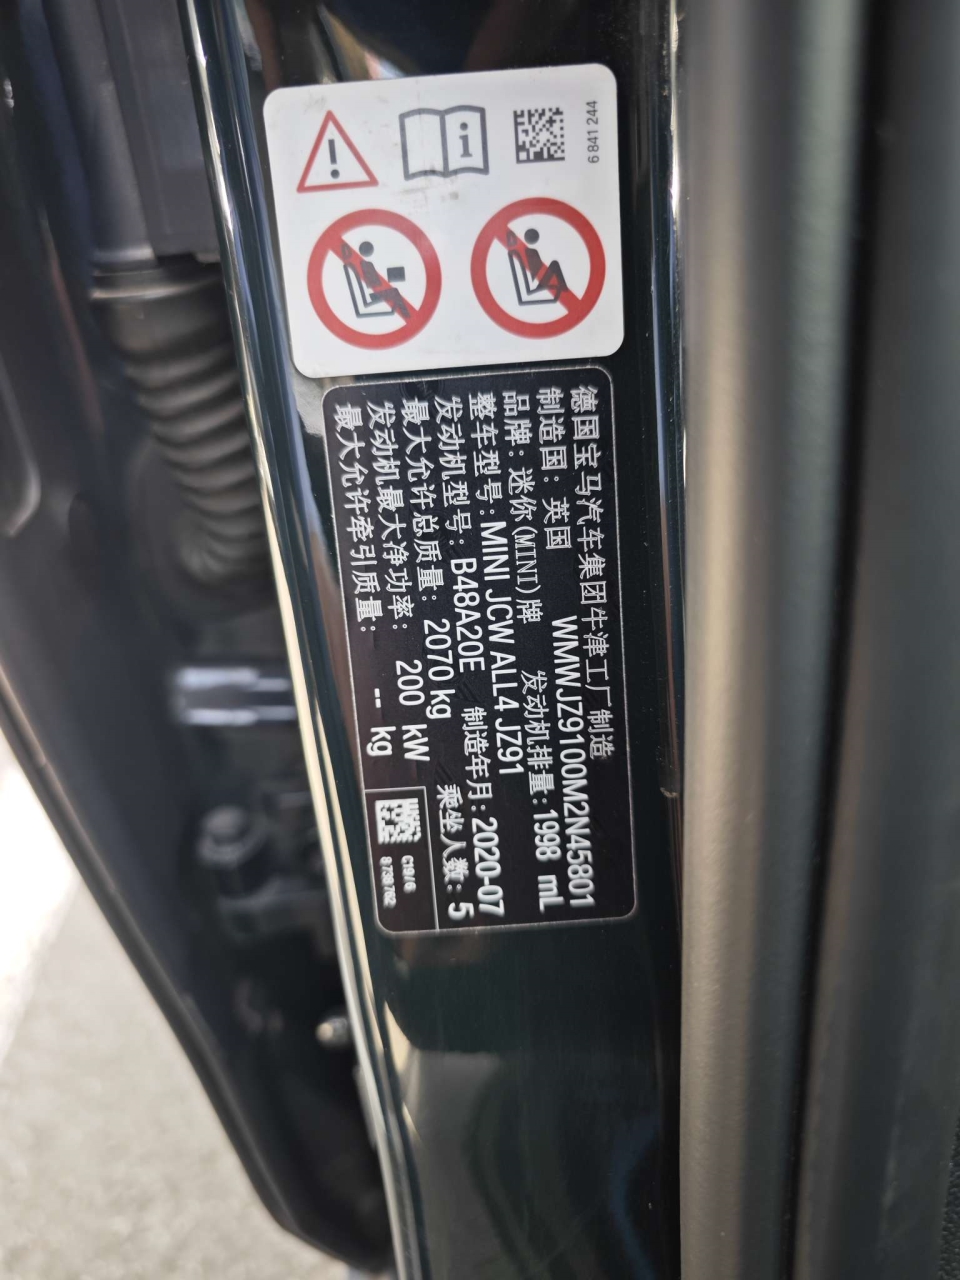 6 841 244
德国宝马汽车集团牛津工厂制造
制造国：英国 WMWJZ9100M2N45801
品牌：迷你(MINI)牌 发动机排量：1998 mL
整车型号：MINI JCW ALL4 JZ91 制造年月：2020-07
发动机型号：B48A20E 乘坐人数：5
最大允许总质量：2070 kg
发动机最大净功率：200 kW
最大允许牵引质量：-- kg
8 738 762